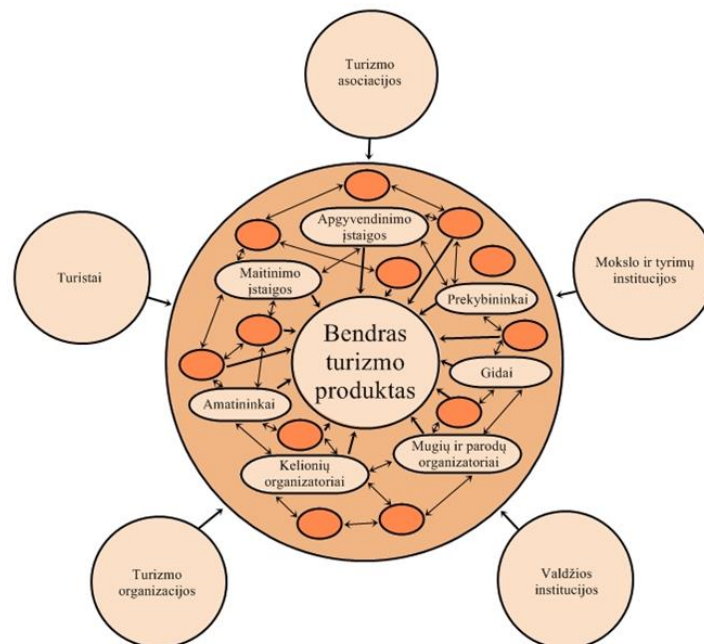 Turizmo
asociacijos
Turistai
Mokslo ir tyrimų
institucijos
Apgyvendinimo
įstaigos
Maitinimo
įstaigos
Prekybininkai
Bendras
turizmo
produktas
Gidai
Amatininkai
Mugių ir parodų
organizatoriai
Kelionių
organizatoriai
Turizmo
organizacijos
Valdžios
institucijos